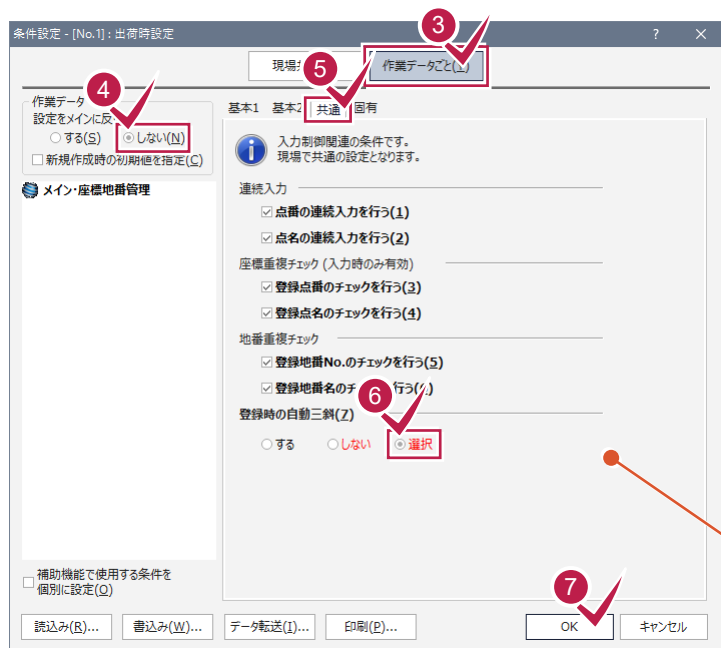 条件設定 - [No.1] : 出荷時設定 ? ×
3
現場 作業データごと
5
4
作業データ
設定をメインに反
する(S) しない(N)
新規作成時の初期値を指定(C)
メイン・座標地番管理
基本1 基本2 共通 固有
入力制御関連の条件です。
現場で共通の設定となります。
連続入力
点番の連続入力を行う(1)
点名の連続入力を行う(2)
座標重複チェック (入力時のみ有効)
登録点番のチェックを行う(3)
登録点名のチェックを行う(4)
地番重複チェック
登録地番No.のチェックを行う(5)
登録地番名のチ 行う(
6
登録時の自動三斜(7)
する しない 選択
補助機能で使用する条件を
個別に設定(O)
7
読込み(R)... 書込み(W)... データ転送(I)... 印刷(P)... OK キャンセル